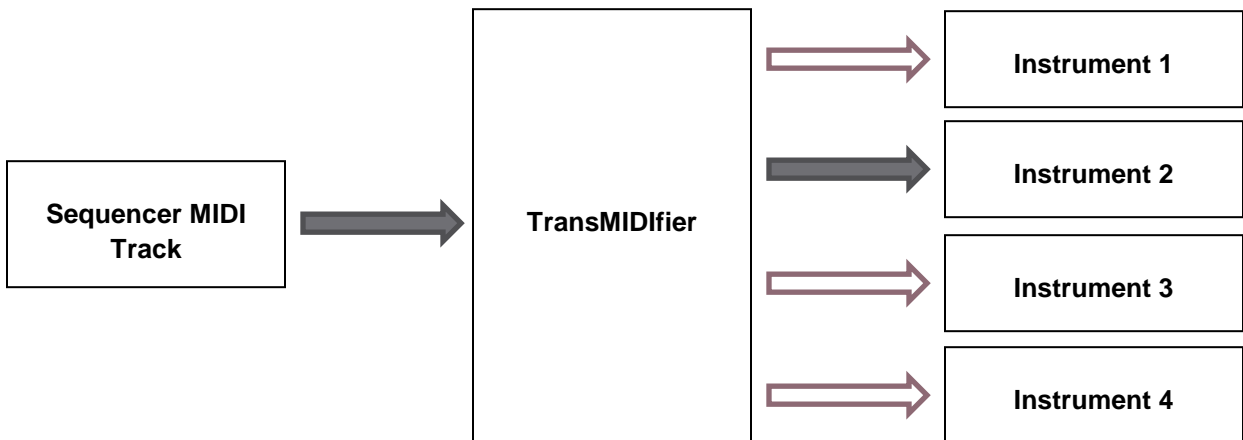 Sequencer MIDI
Track
TransMIDIfier
Instrument 1
Instrument 2
Instrument 3
Instrument 4